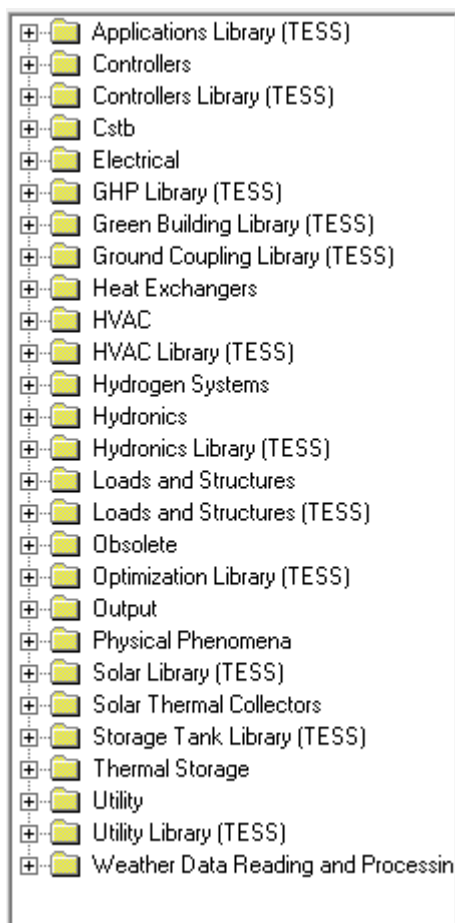 Applications Library (TESS)
Controllers
Controllers Library (TESS)
Cstb
Electrical
GHP Library (TESS)
Green Building Library (TESS)
Ground Coupling Library (TESS)
Heat Exchangers
HVAC
HVAC Library (TESS)
Hydrogen Systems
Hydronics
Hydronics Library (TESS)
Loads and Structures
Loads and Structures (TESS)
Obsolete
Optimization Library (TESS)
Output
Physical Phenomena
Solar Library (TESS)
Solar Thermal Collectors
Storage Tank Library (TESS)
Thermal Storage
Utility
Utility Library (TESS)
Weather Data Reading and Processin